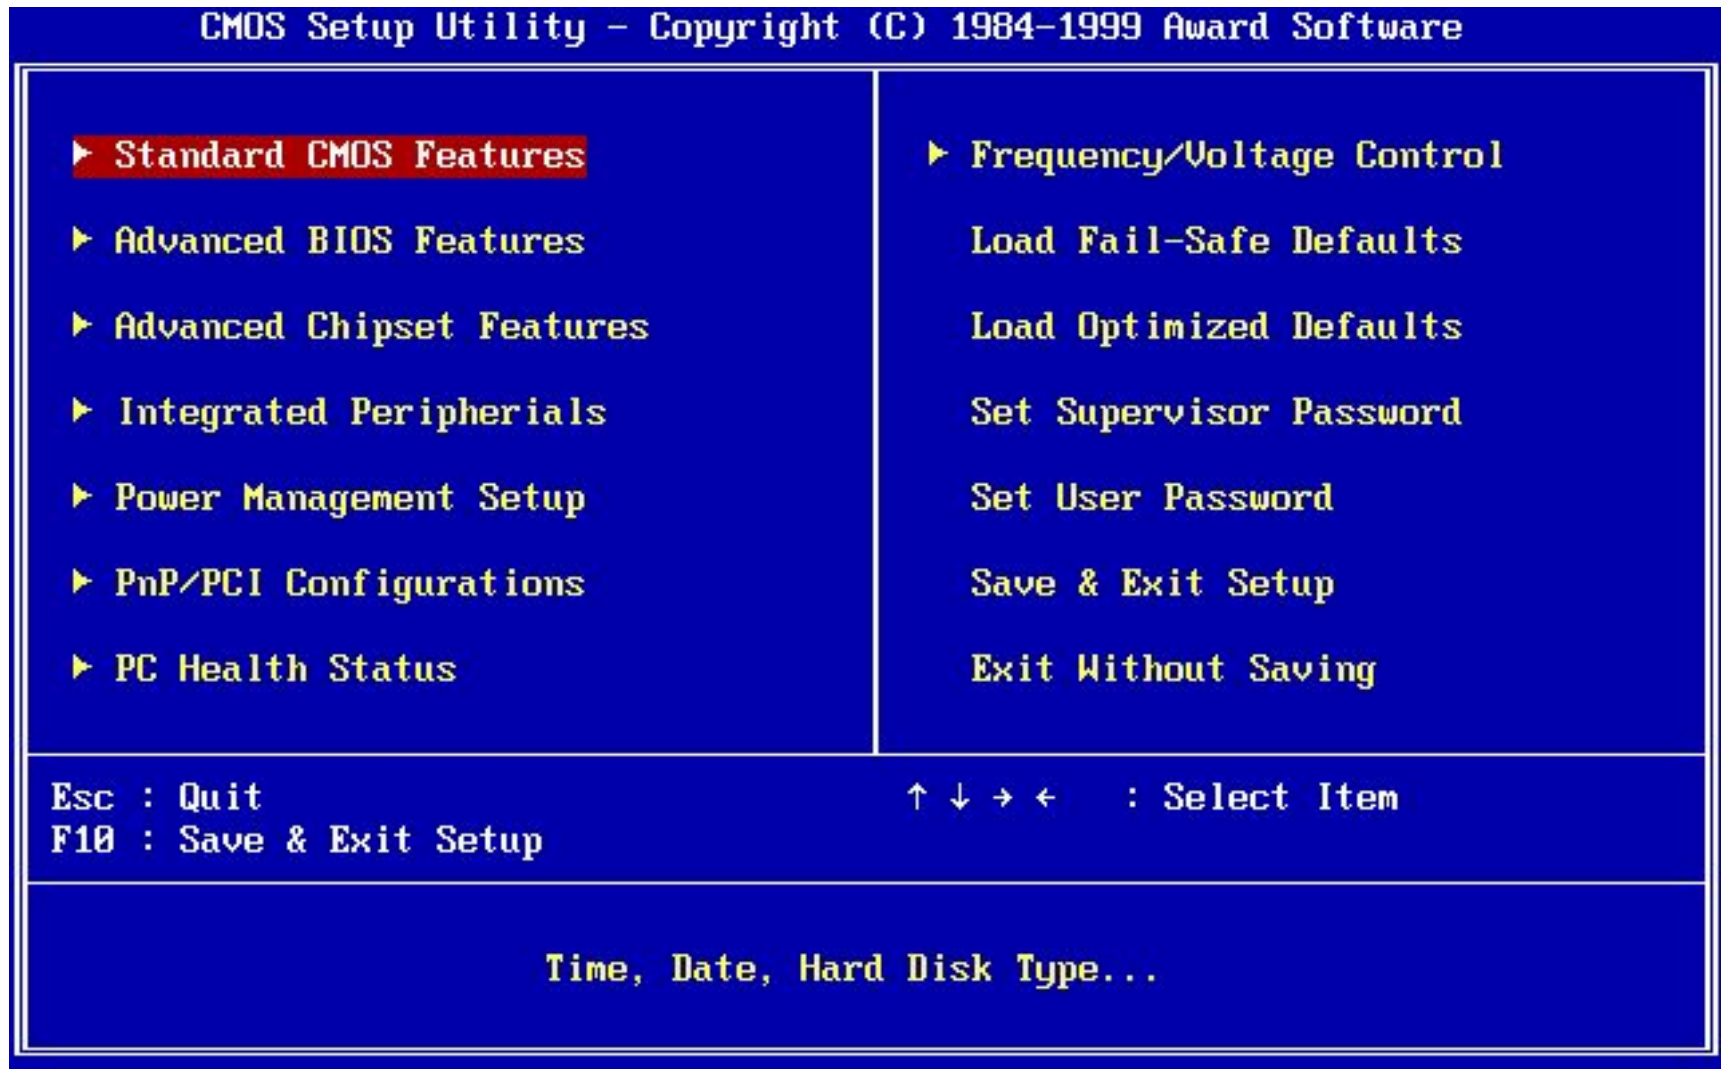 CMOS Setup Utility - Copyright (C) 1984-1999 Award Software
▶ Standard CMOS Features
▶ Advanced BIOS Features
▶ Advanced Chipset Features
▶ Integrated Peripherials
▶ Power Management Setup
▶ PnP/PCI Configurations
▶ PC Health Status
▶ Frequency/Voltage Control
Load Fail-Safe Defaults
Load Optimized Defaults
Set Supervisor Password
Set User Password
Save & Exit Setup
Exit Without Saving
Esc : Quit
F10 : Save & Exit Setup
↑ ↓ → ← : Select Item
Time, Date, Hard Disk Type...